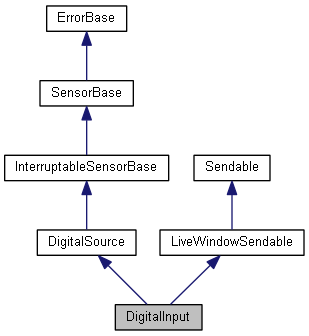 ErrorBase
SensorBase
InterruptableSensorBase
Sendable
DigitalSource
LiveWindowSendable
DigitalInput